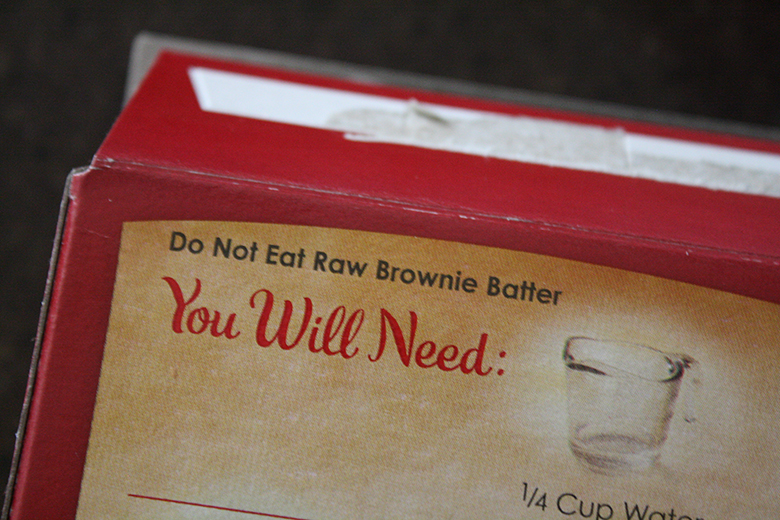 Do Not Eat Raw Brownie Batter
You Will Need:
1/4 Cup Water